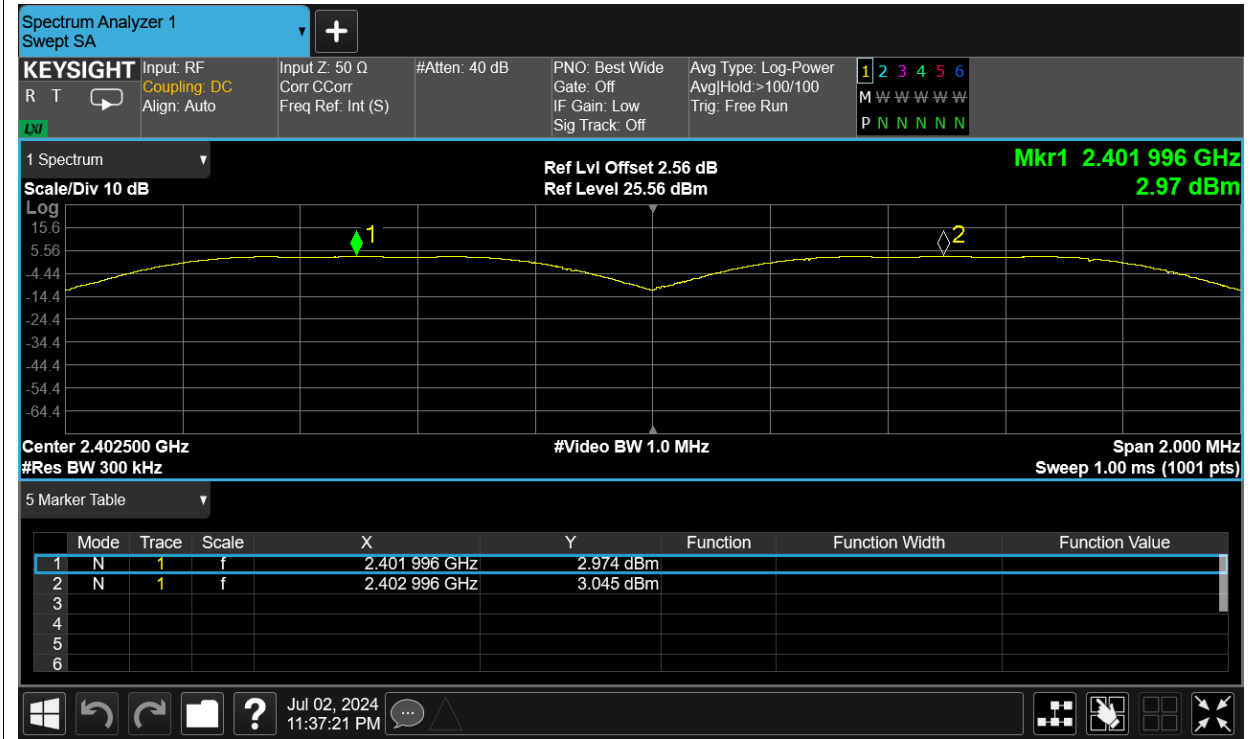 Spectrum Analyzer 1
Swept SA
KEYSIGHT Input: RF Input Z: 50 Ω #Atten: 40 dB PNO: Best Wide Avg Type: Log-Power 1 2 3 4 5 6
R T Coupling: DC Corr CCorr Gate: Off Avg|Hold:>100/100 M W W W W W
Align: Auto Freq Ref: Int (S) IF Gain: Low Trig: Free Run
LXI Sig Track: Off P N N N N N
1 Spectrum Ref Lvl Offset 2.56 dB Mkr1 2.401 996 GHz
Scale/Div 10 dB Ref Level 25.56 dBm 2.97 dBm
Log
15.6
5.56
-4.44
-14.4
-24.4
-34.4
-44.4
-54.4
-64.4
1
2
Center 2.402500 GHz #Video BW 1.0 MHz Span 2.000 MHz
#Res BW 300 kHz Sweep 1.00 ms (1001 pts)
5 Marker Table
Mode Trace Scale X Y Function Function Width Function Value
1 N 1 f 2.401 996 GHz 2.974 dBm
2 N 1 f 2.402 996 GHz 3.045 dBm
3
4
5
6
? Jul 02, 2024
11:37:21 PM